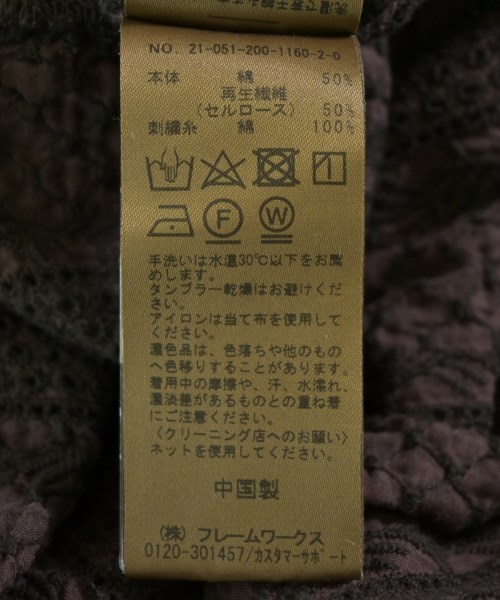 洗濯で若干縮みま
NO. 21-051-200-1160-2-0
本体 綿 50%
再生繊維
(セルロース) 50%
刺繍糸 綿 100%
F W
手洗いは水温30℃以下をお薦
めします。
タンブラー乾燥はお避けくだ
さい。
アイロンは当て布を使用して
ください。
濃色品は、色落ちや他のもの
へ色移りすることがあります。
着用中の摩擦や、汗、水濡れ、
濃淡差があるものとの重ね着
にご注意ください。
〈クリーニング店へのお願い〉
ネットを使用してください。
中国製
(株) フレームワークス
0120-301457/カスタマーサポート